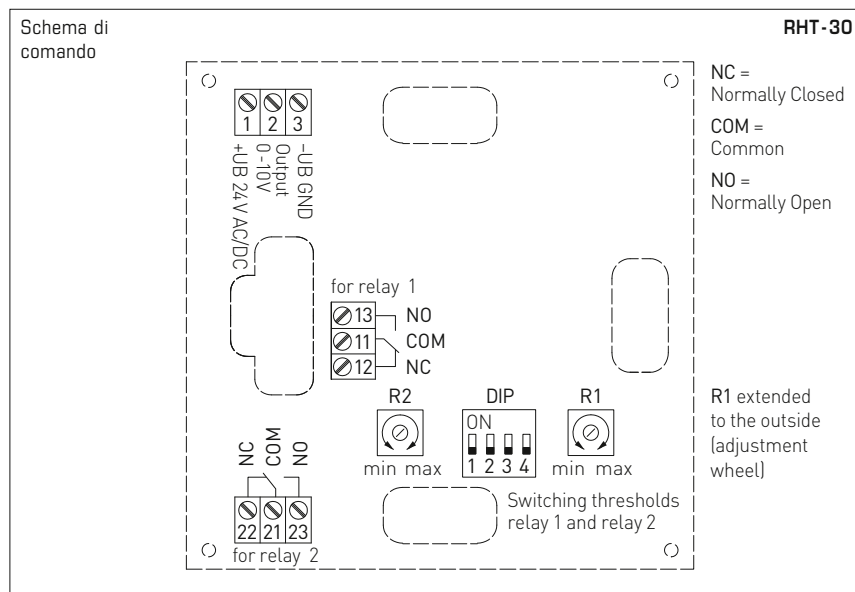 Schema di
comando
RHT-30
NC =
Normally Closed
COM =
Common
NO =
Normally Open
1 2 3
+UB 24V AC/DC
Output
0-10V
-UB GND
for relay 1
13 NO
11 COM
12 NC
R2
min max
DIP
ON
1 2 3 4
R1
min max
R1 extended
to the outside
(adjustment
wheel)
Switching thresholds
relay 1 and relay 2
NC COM NO
22 21 23
for relay 2